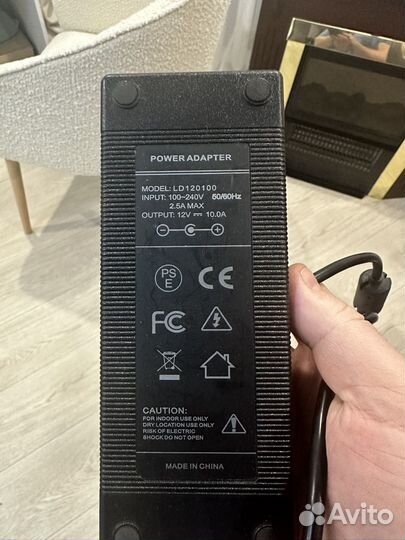 POWER ADAPTER
MODEL: LD120100
INPUT: 100~240V 50/60Hz
2.5A MAX
OUTPUT: 12V ⎓ 10.0A
PS
E
CE
FC
CAUTION:
FOR INDOOR USE ONLY
DRY LOCATION USE ONLY
RISK OF ELECTRIC
SHOCK DO NOT OPEN
MADE IN CHINA
Avito